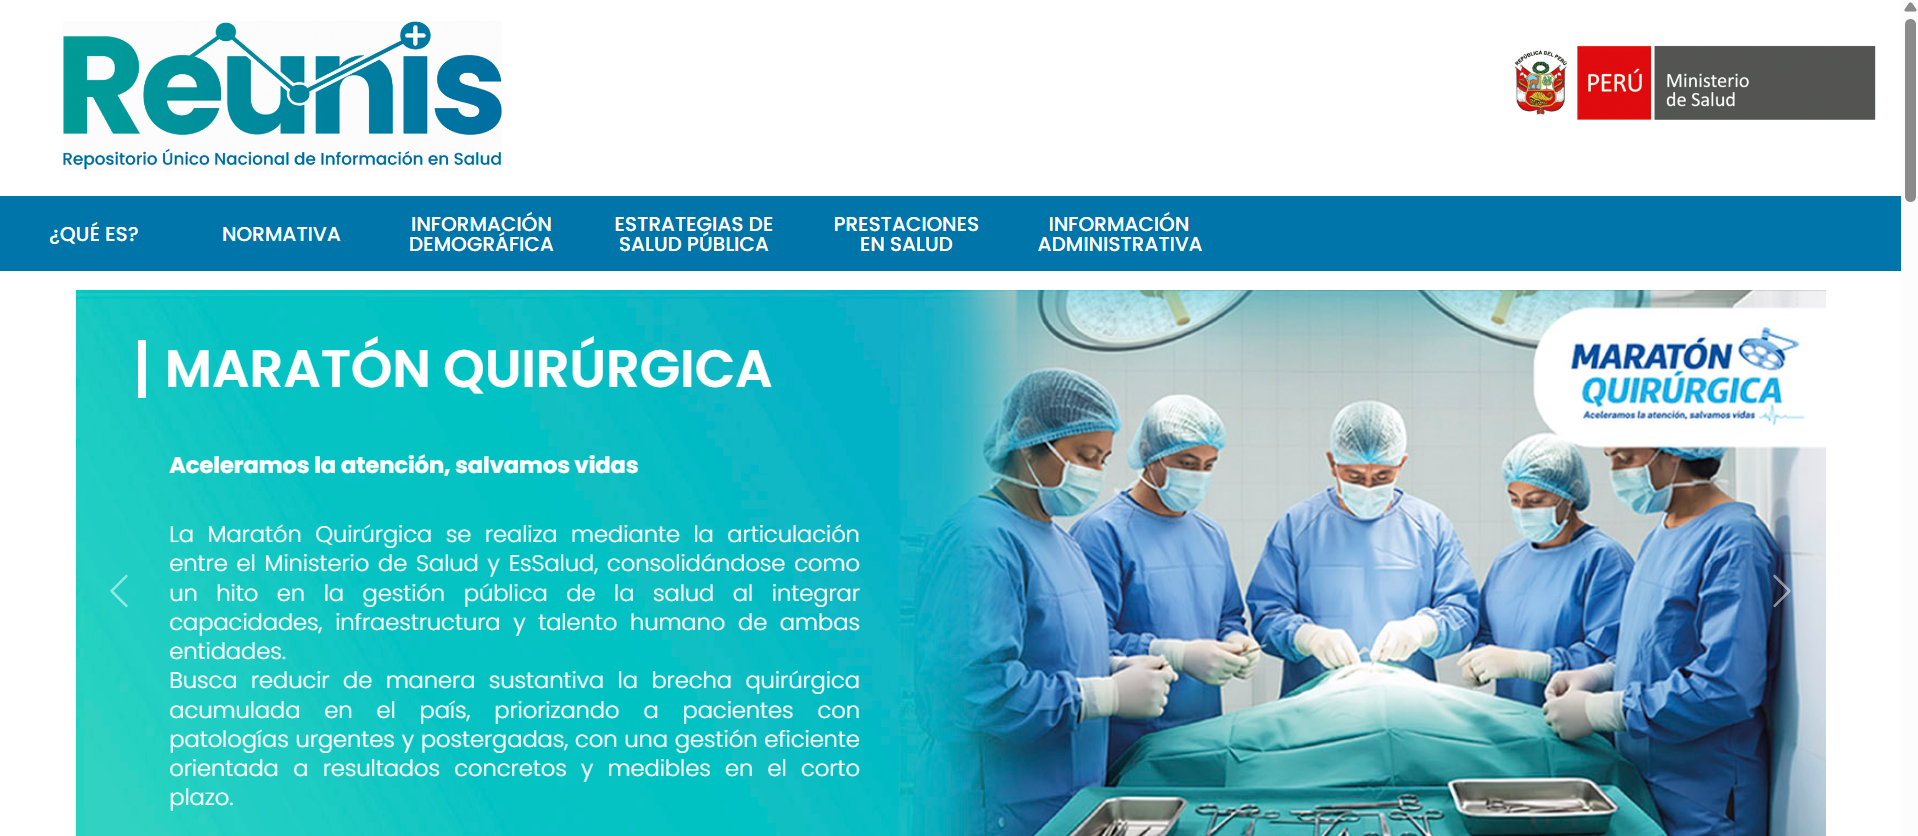 Reunis
Repositorio Único Nacional de Información en Salud
REPÚBLICA DEL PERÚ
PERÚ
Ministerio
de Salud
¿QUÉ ES?
NORMATIVA
INFORMACIÓN
DEMOGRÁFICA
ESTRATEGIAS DE
SALUD PÚBLICA
PRESTACIONES
EN SALUD
INFORMACIÓN
ADMINISTRATIVA
MARATÓN QUIRÚRGICA
Aceleramos la atención, salvamos vidas
La Maratón Quirúrgica se realiza mediante la articulación
entre el Ministerio de Salud y EsSalud, consolidándose como
un hito en la gestión pública de la salud al integrar
capacidades, infraestructura y talento humano de ambas
entidades.
Busca reducir de manera sustantiva la brecha quirúrgica
acumulada en el país, priorizando a pacientes con
patologías urgentes y postergadas, con una gestión eficiente
orientada a resultados concretos y medibles en el corto
plazo.
MARATÓN
QUIRÚRGICA
Aceleramos la atención, salvamos vidas